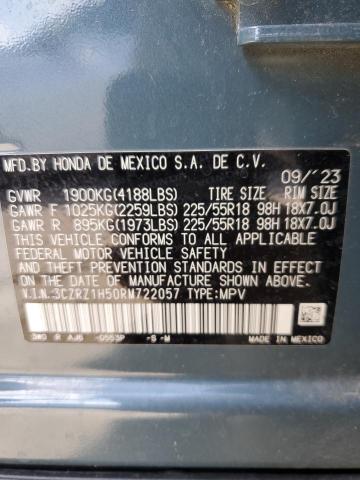 MFD.BY HONDA DE MEXICO S.A. DE C.V.
09/'23
GVWR 1900KG(4188LBS) TIRE SIZE RIM SIZE
GAWR F 1025KG(2259LBS) 225/55R18 98H 18X7.0J
GAWR R 895KG(1973LBS) 225/55R18 98H 18X7.0J
THIS VEHICLE CONFORMS TO ALL APPLICABLE
FEDERAL MOTOR VEHICLE SAFETY
AND THEFT PREVENTION STANDARDS IN EFFECT
ON THE DATE OF MANUFACTURE SHOWN ABOVE.
V.I.N.:3CZRZ1H50RM722057 TYPE:MPV
3W0 R AJ6 -G553P -S -M
MADE IN MEXICO